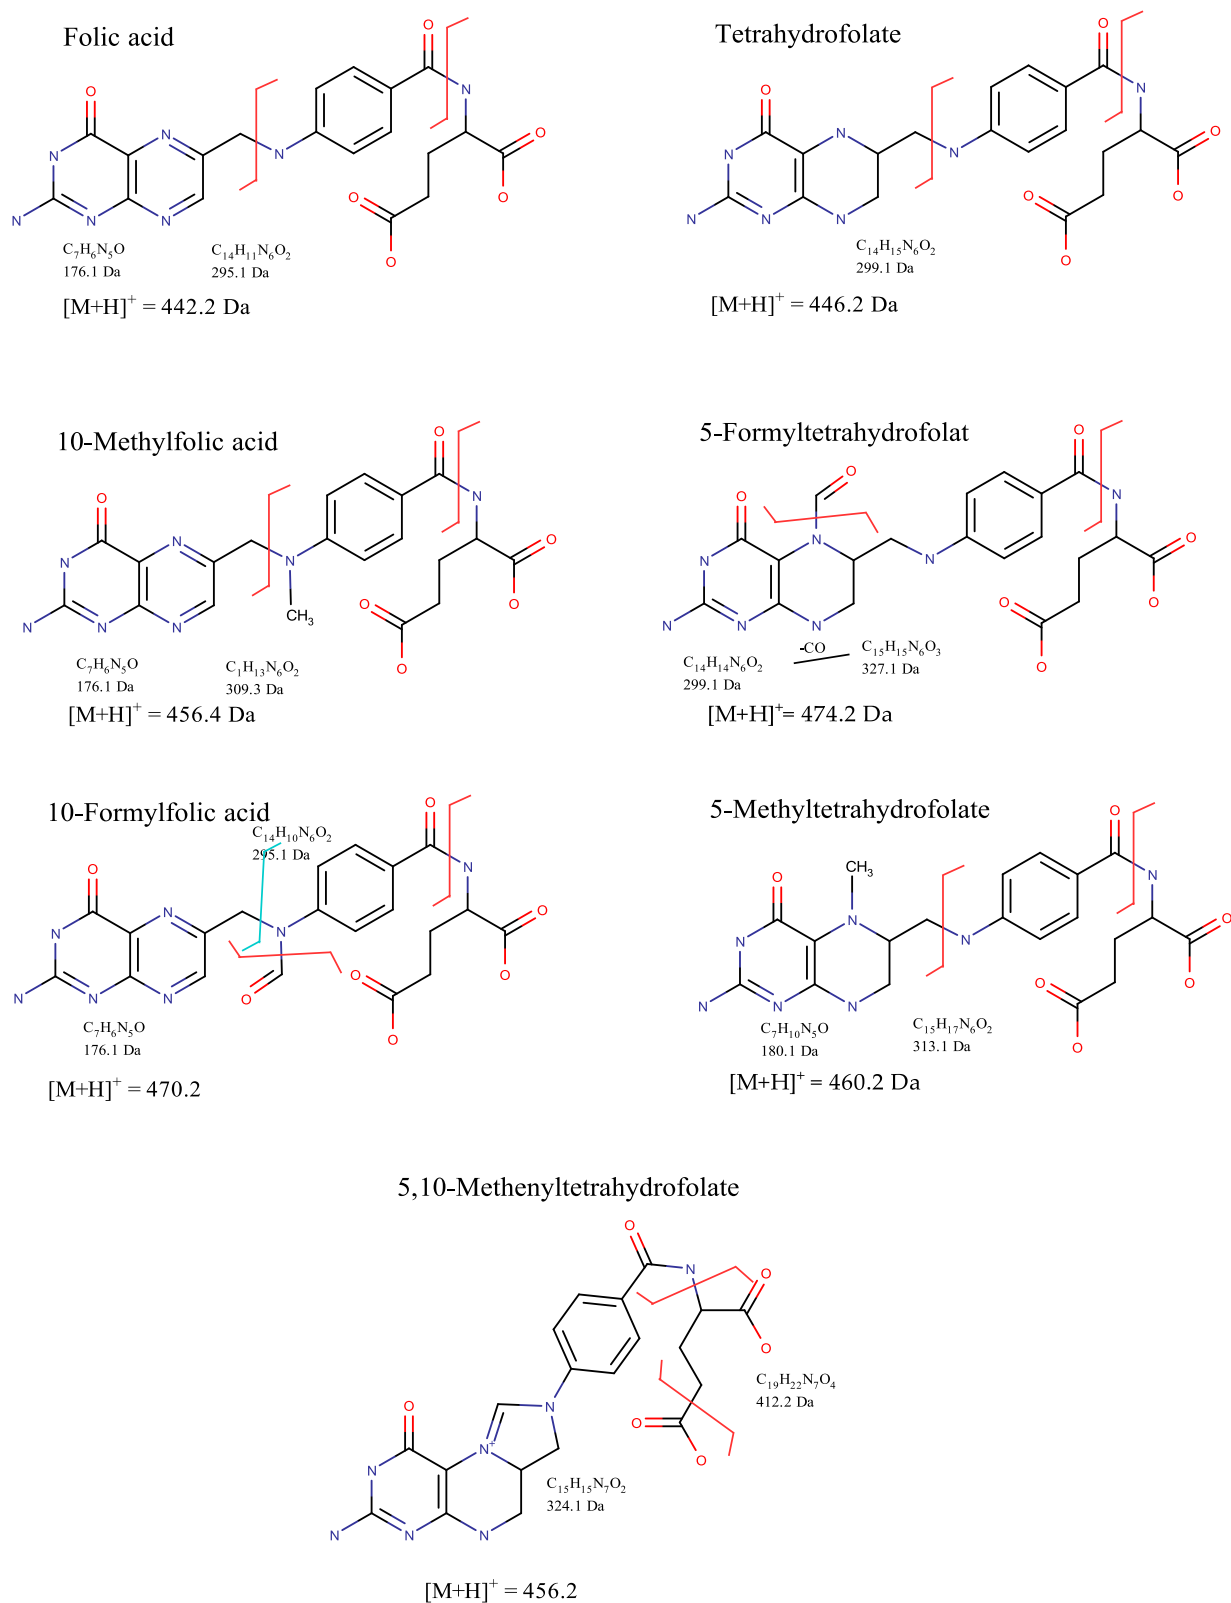 Folic acid
C7H6N5O
176.1 Da
C14H11N6O2
295.1 Da
[M+H]+ = 442.2 Da
Tetrahydrofolate
C14H15N6O2
299.1 Da
[M+H]+ = 446.2 Da
10-Methylfolic acid
CH3
C7H6N5O
176.1 Da
C1H13N6O2
309.3 Da
[M+H]+ = 456.4 Da
5-Formyltetrahydrofolat
C14H14N6O2
299.1 Da
-CO
C15H15N6O3
327.1 Da
[M+H]+= 474.2 Da
10-Formylfolic acid
C14H10N6O2
295.1 Da
C7H6N5O
176.1 Da
[M+H]+ = 470.2
5-Methyltetrahydrofolate
CH3
C7H10N5O
180.1 Da
C15H17N6O2
313.1 Da
[M+H]+ = 460.2 Da
5,10-Methenyltetrahydrofolate
C19H22N7O4
412.2 Da
N+
C15H15N7O2
324.1 Da
[M+H]+ = 456.2